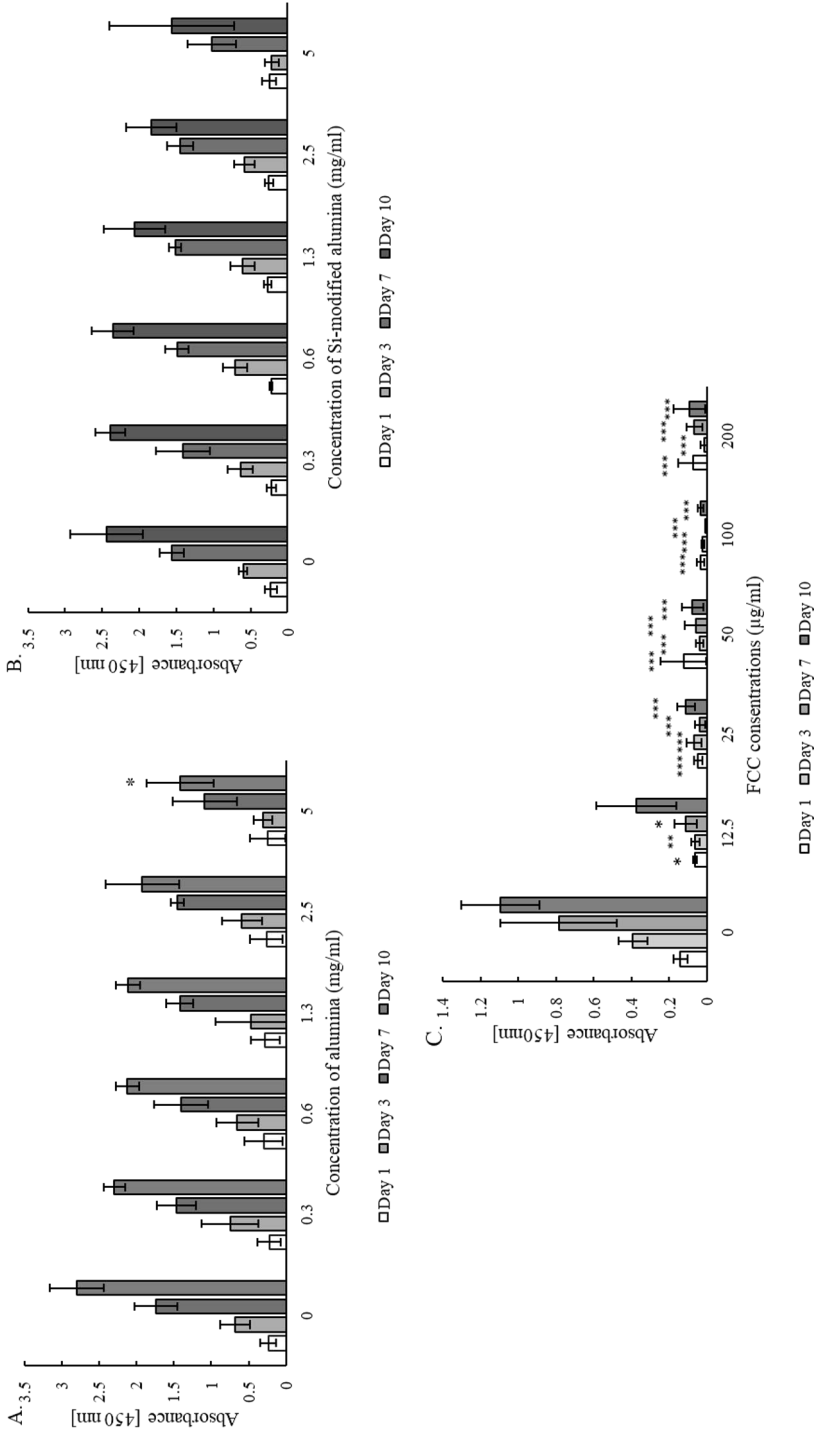 A.
3.5
3
2.5
2
1.5
1
0.5
0
Absorbance [450 nm]
0 0.3 0.6 1.3 2.5 5
*
Concentration of alumina (mg/ml)
Day 1 Day 3 Day 7 Day 10
B.
3.5
3
2.5
2
1.5
1
0.5
0
Absorbance [450 nm]
0 0.3 0.6 1.3 2.5 5
Concentration of Si-modified alumina (mg/ml)
Day 1 Day 3 Day 7 Day 10
C.
1.4
1.2
1
0.8
0.6
0.4
0.2
0
Absorbance [450nm]
* ** *
*** *** *** ***
*** *** *** ***
*** *** *** ***
*** *** *** ***
0 12.5 25 50 100 200
FCC consentrations (µg/ml)
Day 1 Day 3 Day 7 Day 10